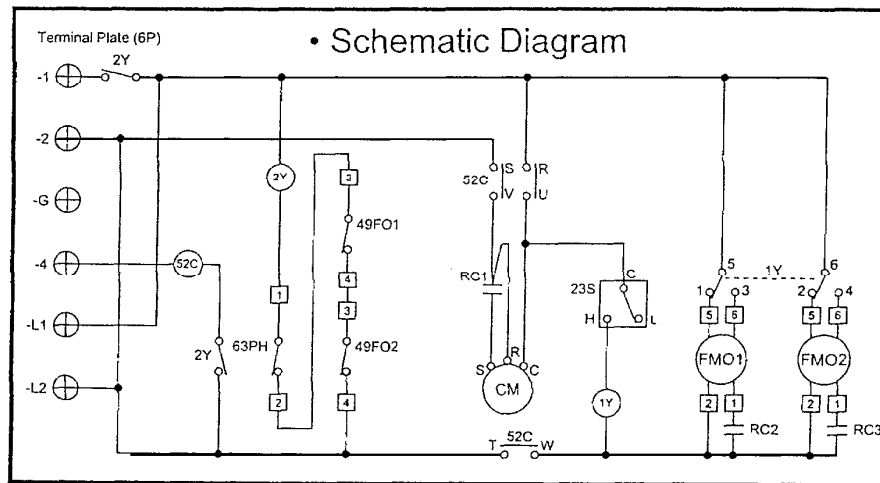 Terminal Plate (6P)
• Schematic Diagram
2Y
-1
-2
2Y
3
52C
S
R
V
U
-G
49FO1
-4
52C
RC1
4
3
C
23S
5
1Y
6
1
3
2
4
1
H
L
5
6
5
6
-L1
2Y
63PH
49FO2
R
S
C
FMO1
FMO2
-L2
CM
1Y
2
4
2
1
2
1
52C
T
W
RC2
RC3